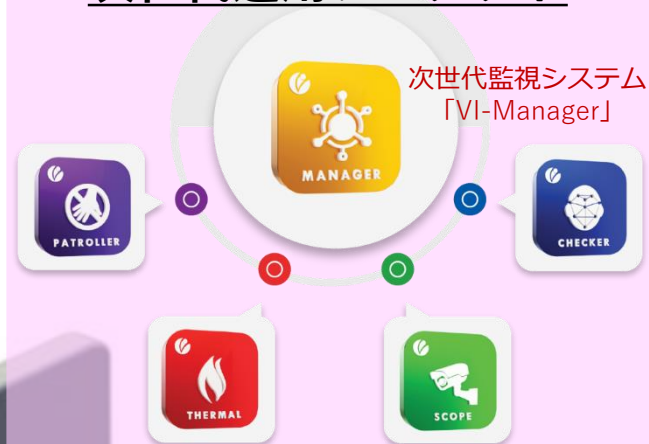 次世代監視システム
「VI-Manager」
MANAGER
PATROLLER
CHECKER
THERMAL
SCOPE